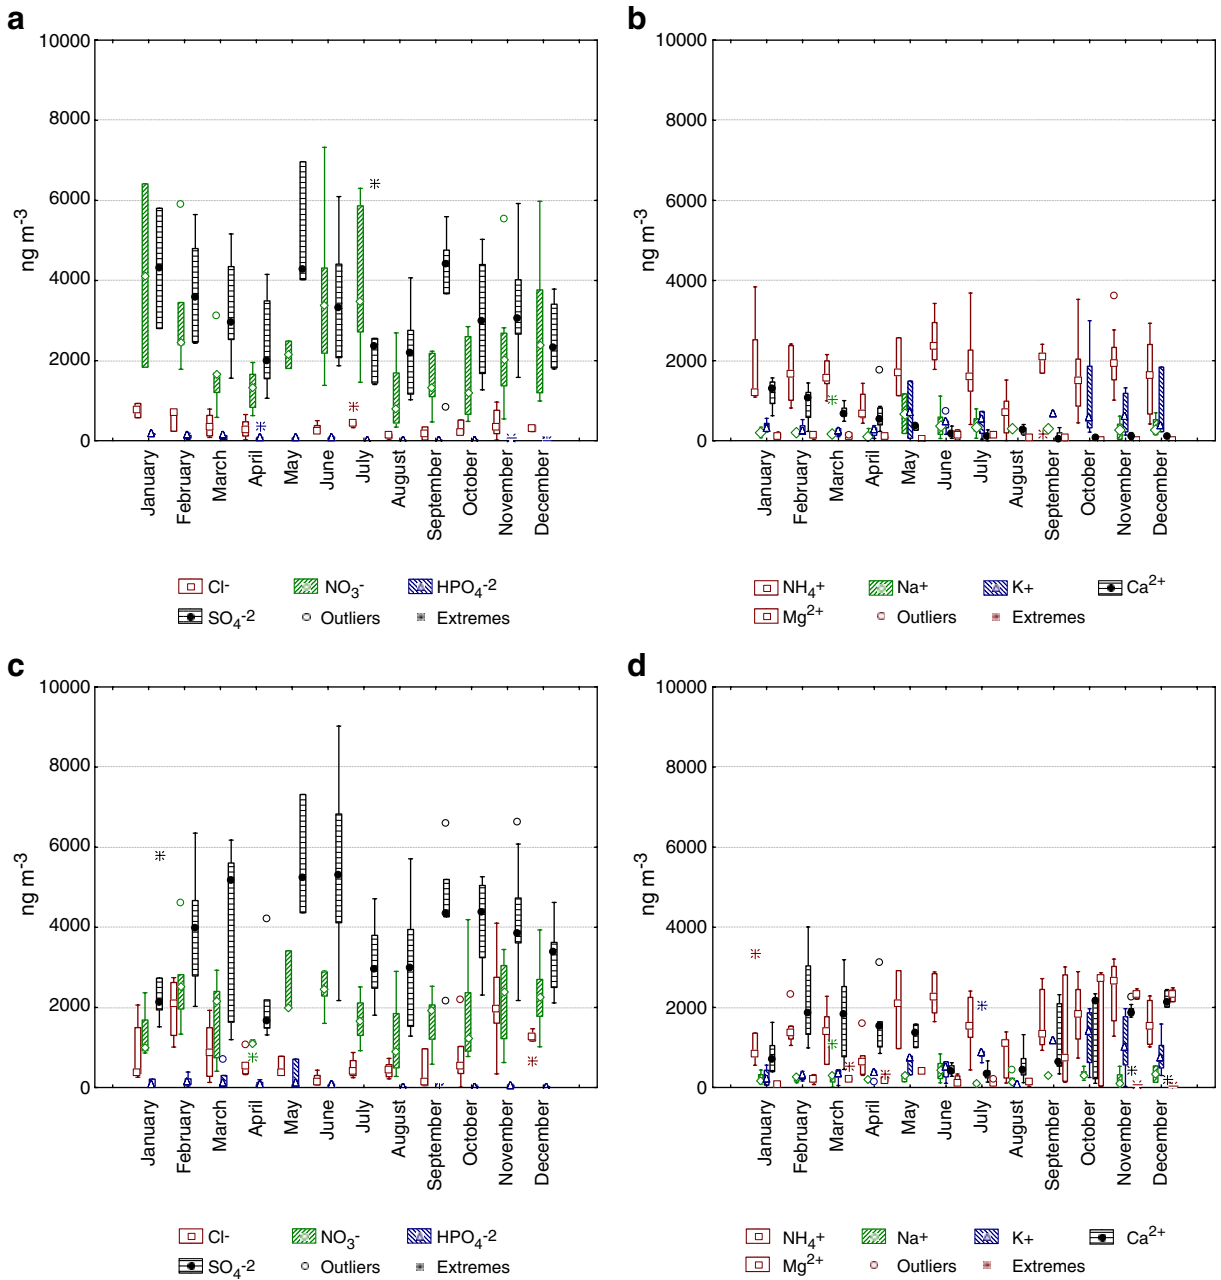 a
10000
8000
6000
4000
2000
0
ng m-3
January
February
March
April
May
June
July
August
September
October
November
December
Cl-
NO3-
HPO4-2
SO4-2
Outliers
Extremes
b
10000
8000
6000
4000
2000
0
ng m-3
January
February
March
April
May
June
July
August
September
October
November
December
NH4+
Na+
K+
Ca2+
Mg2+
Outliers
Extremes
c
10000
8000
6000
4000
2000
0
ng m-3
January
February
March
April
May
June
July
August
September
October
November
December
Cl-
NO3-
HPO4-2
SO4-2
Outliers
Extremes
d
10000
8000
6000
4000
2000
0
ng m-3
January
February
March
April
May
June
July
August
September
October
November
December
NH4+
Na+
K+
Ca2+
Mg2+
Outliers
Extremes